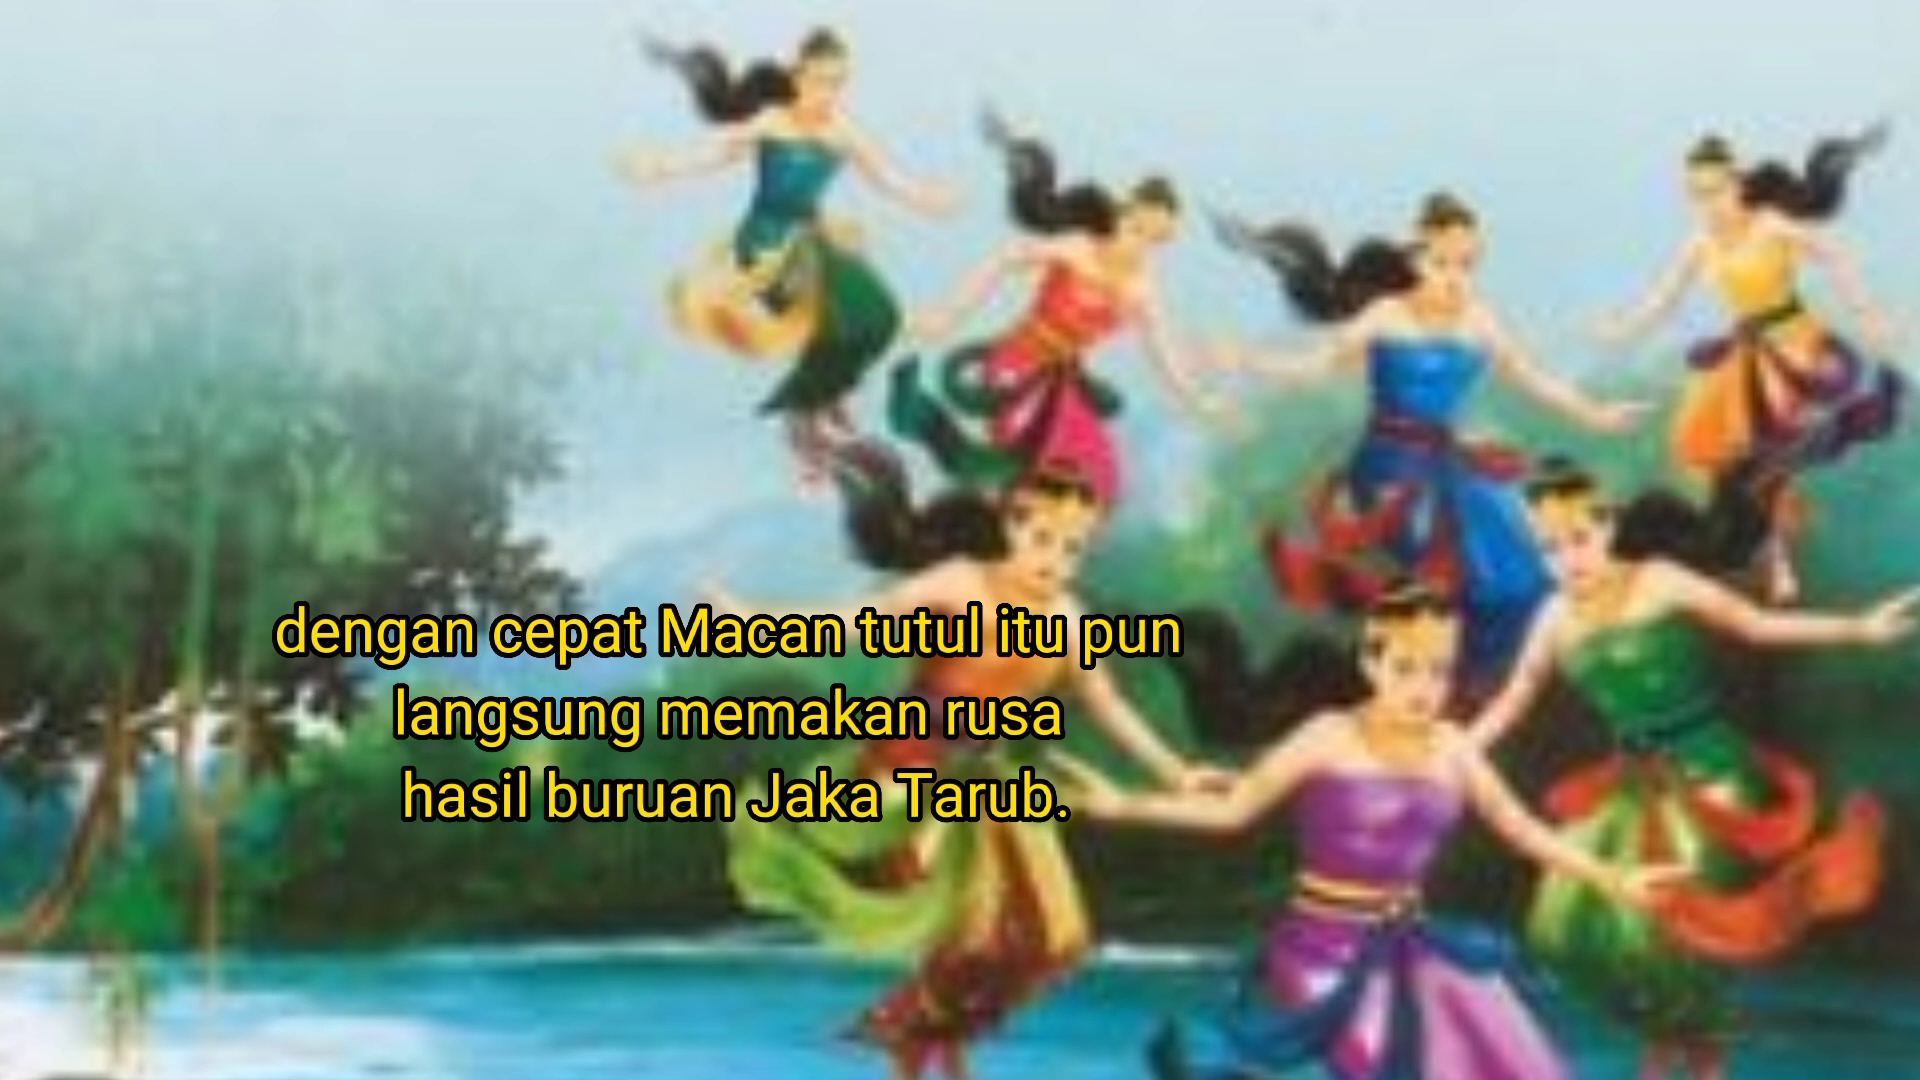 dengan cepat Macan tutul itu pun
langsung memakan rusa
hasil buruan Jaka Tarub.